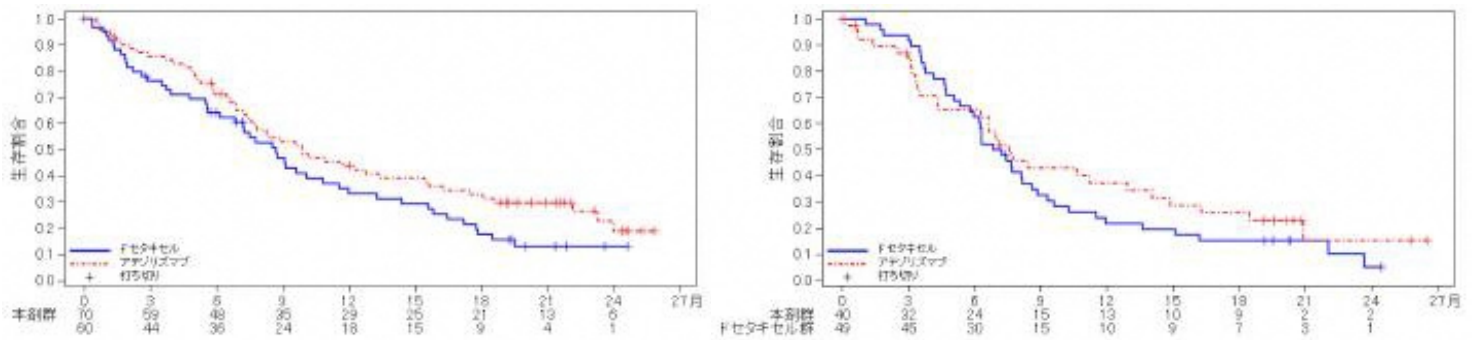 1.0
0.9
0.8
0.7
0.6
0.5
0.4
0.3
0.2
0.1
0.0
生存割合
ドセタキセル
アテゾリズマブ
打ち切り
0 3 6 9 12 15 18 21 24 27月
本剤群 70 59 48 35 29 25 21 13 6
60 44 36 24 18 15 9 4 1
1.0
0.9
0.8
0.7
0.6
0.5
0.4
0.3
0.2
0.1
0.0
生存割合
ドセタキセル
アテゾリズマブ
打ち切り
0 3 6 9 12 15 18 21 24 27月
本剤群 40 32 24 15 13 10 9 2 2
ドセタキセル群 49 45 30 15 10 9 7 3 1